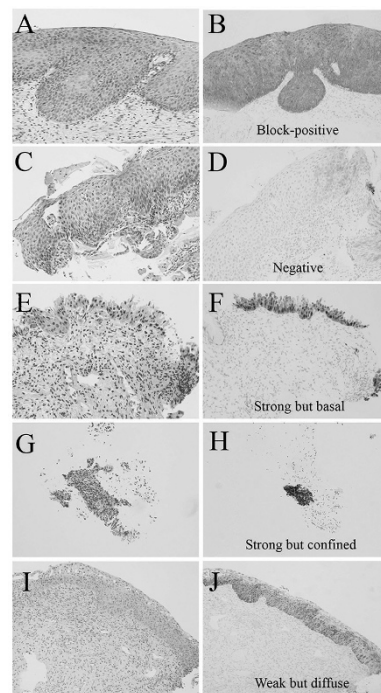 A
B
Block-positive
C
D
Negative
E
F
Strong but basal
G
H
Strong but confined
I
J
Weak but diffuse